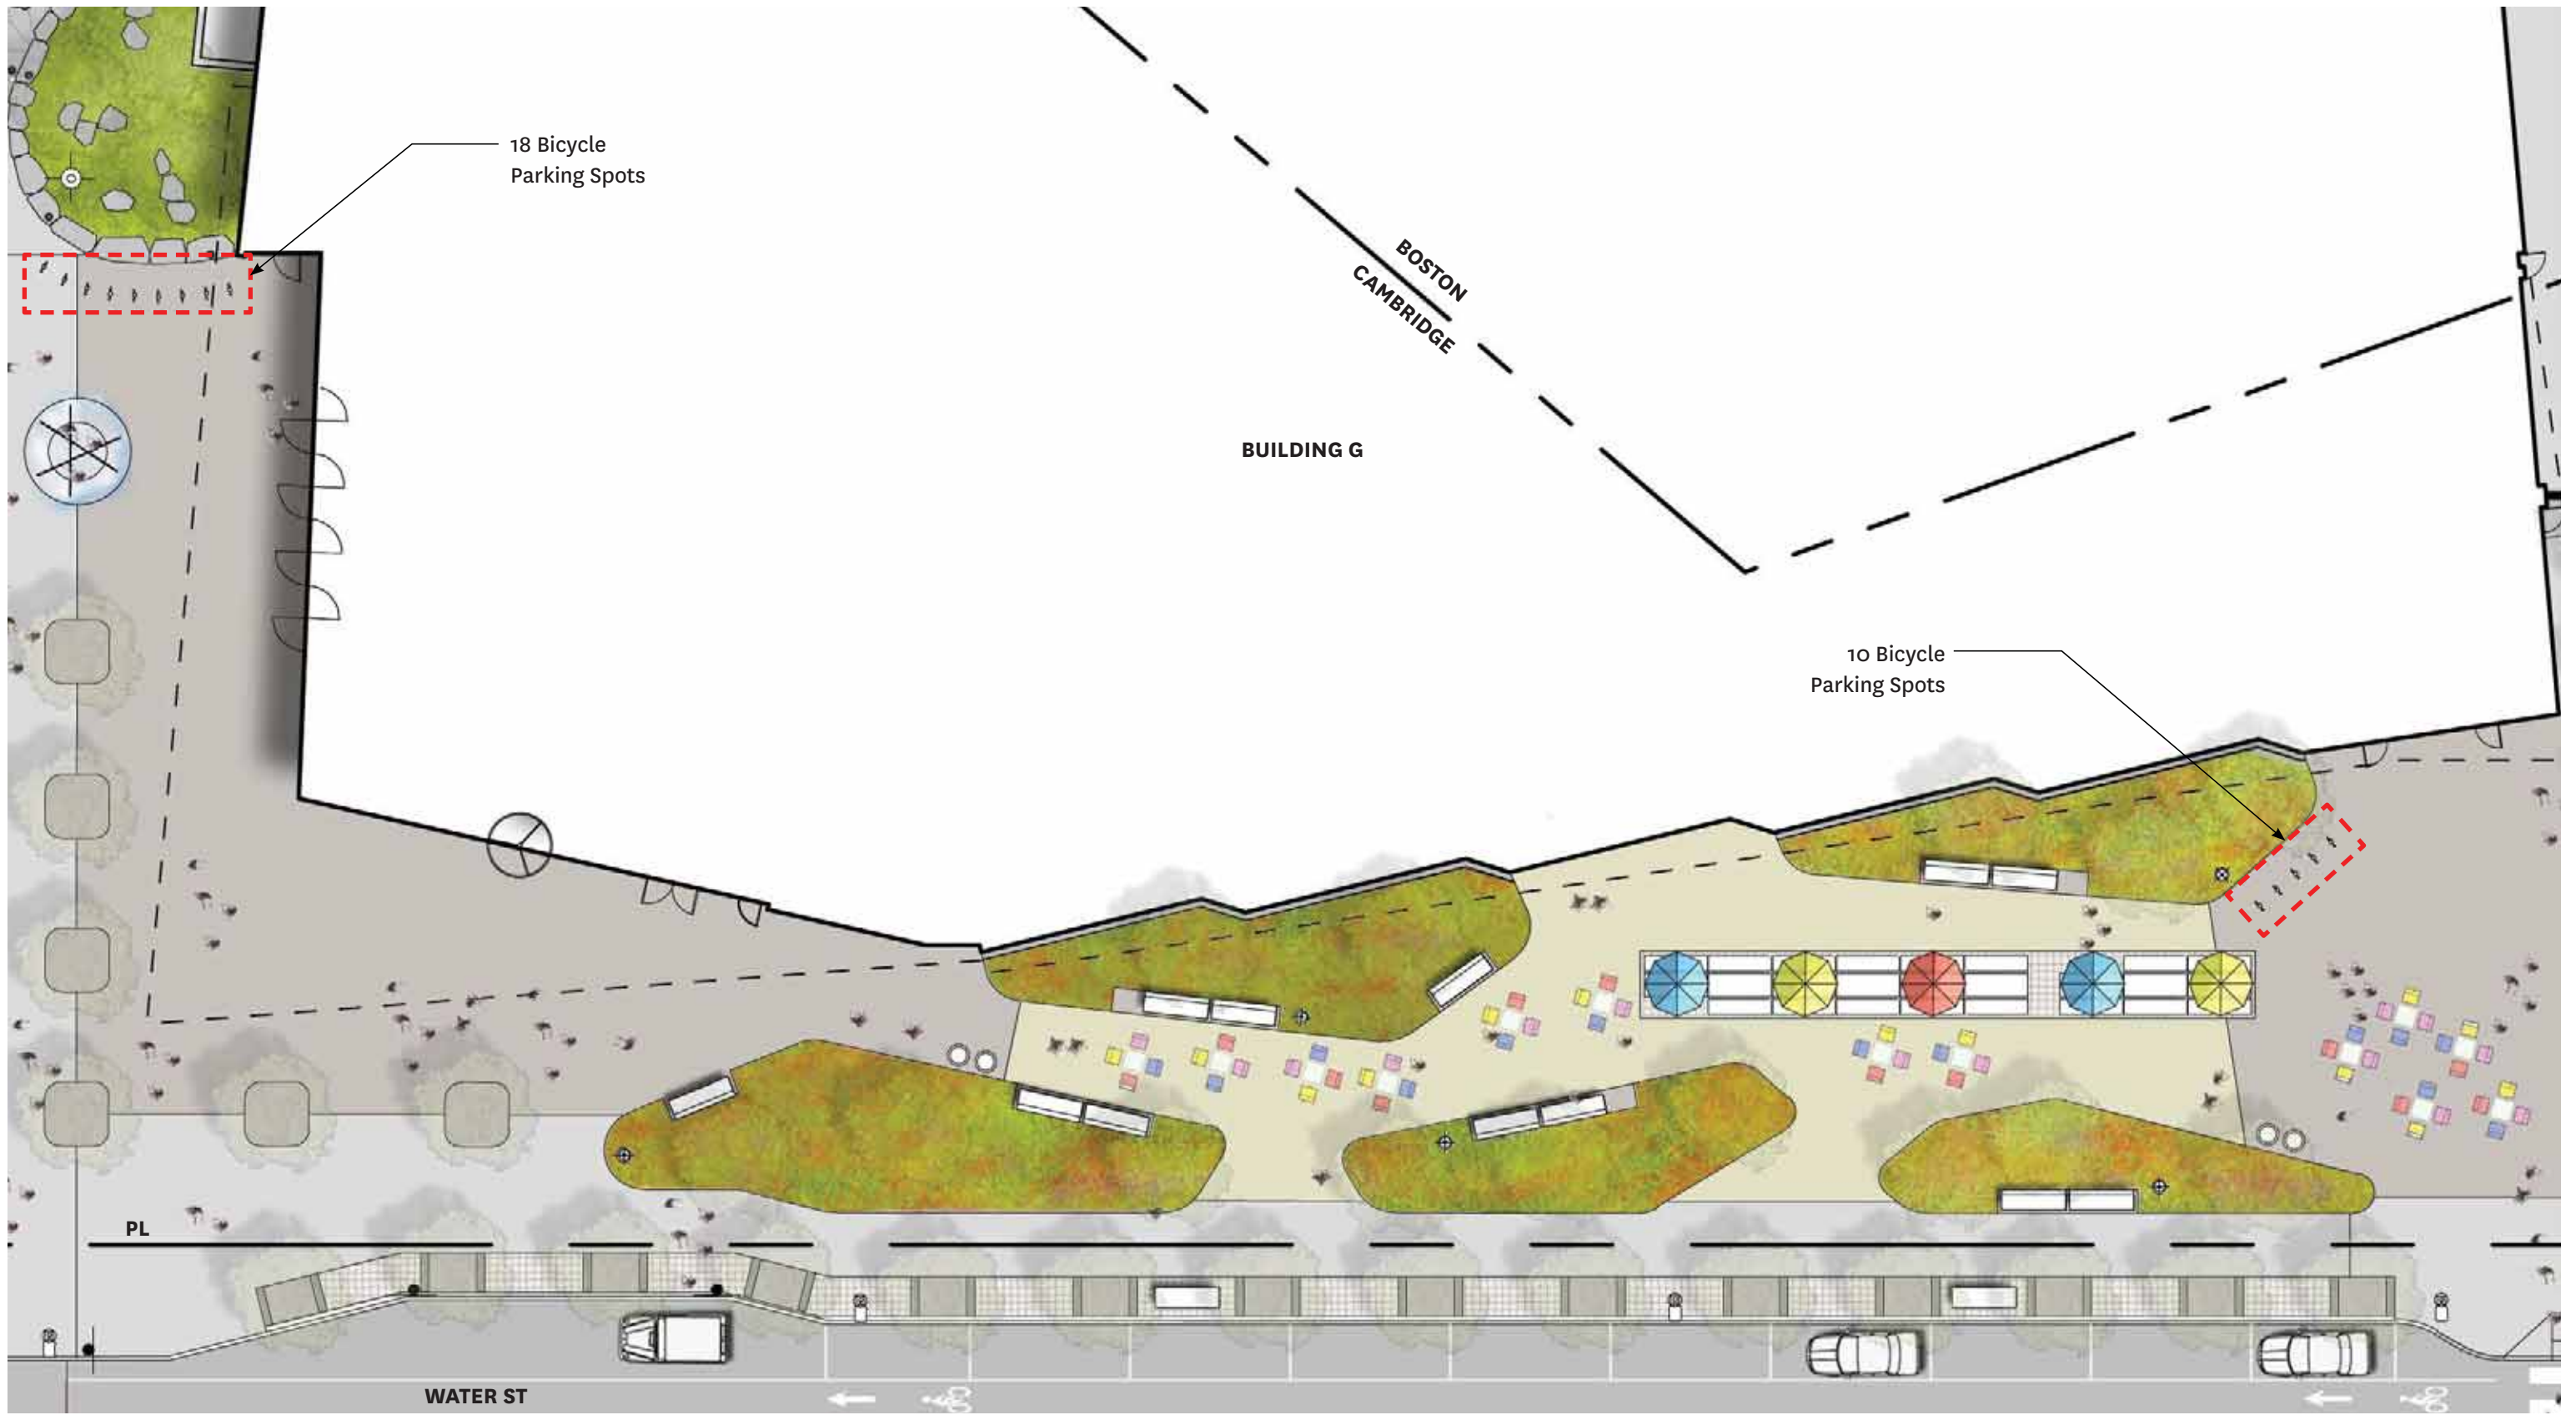 18 Bicycle
Parking Spots
BOSTON
CAMBRIDGE
BUILDING G
10 Bicycle
Parking Spots
PL
WATER ST